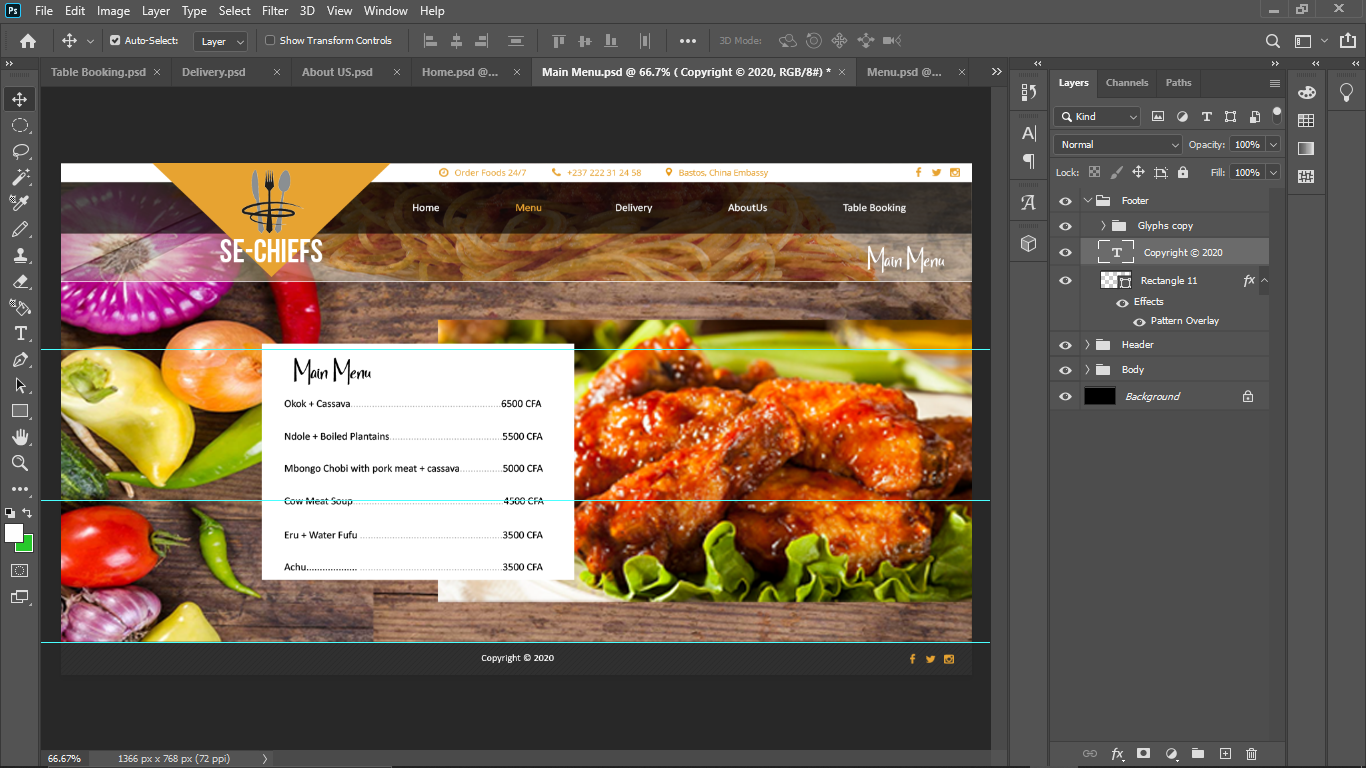 Ps File Edit Image Layer Type Select Filter 3D View Window Help
Auto-Select: Layer Show Transform Controls 3D Mode:
Table Booking.psd Delivery.psd About US.psd Home.psd @... Main Menu.psd @ 66.7% ( Copyright © 2020, RGB/8#) * Menu.psd @...
Order Foods 24/7 +237 222 31 24 58 Bastos, China Embassy
Home Menu Delivery AboutUs Table Booking
SE-CHIEFS
Main Menu
Main Menu
Okok + Cassava 6500 CFA
Ndole + Boiled Plantains 5500 CFA
Mbongo Chobi with pork meat + cassava 5000 CFA
Cow Meat Soup 4500 CFA
Eru + Water Fufu 3500 CFA
Achu................... 3500 CFA
Copyright © 2020
66.67% 1366 px x 768 px (72 ppi)
Layers Channels Paths
Kind
Normal Opacity: 100%
Lock: Fill: 100%
Footer
Glyphs copy
T Copyright © 2020
Rectangle 11 fx
Effects
Pattern Overlay
Header
Body
Background
fx